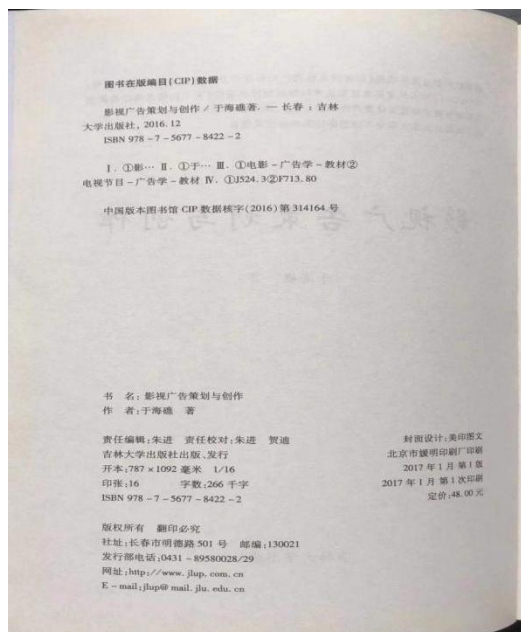 图书在版编目(CIP)数据
影视广告策划与创作/于海礁著. — 长春:吉林
大学出版社, 2016.12
ISBN 978-7-5677-8422-2
Ⅰ. ①影… Ⅱ. ①于… Ⅲ. ①电影-广告学-教材②
电视节目-广告学-教材 Ⅳ. ①J524.3②F713.80
中国版本图书馆CIP数据核字(2016)第314164号
书 名:影视广告策划与创作
作 者:于海礁 著
责任编辑:朱进 责任校对:朱进 贺迪
封面设计:美印图文
吉林大学出版社出版、发行
北京市媛明印刷厂印刷
开本:787×1092毫米 1/16
2017年1月第1版
印张:16 字数:266千字
2017年1月第1次印刷
ISBN 978-7-5677-8422-2
定价:48.00元
版权所有 翻印必究
社址:长春市明德路501号 邮编:130021
发行部电话:0431-89580028/29
网址:http://www.jlup.com.cn
E-mail:jlup@mail.jlu.edu.cn